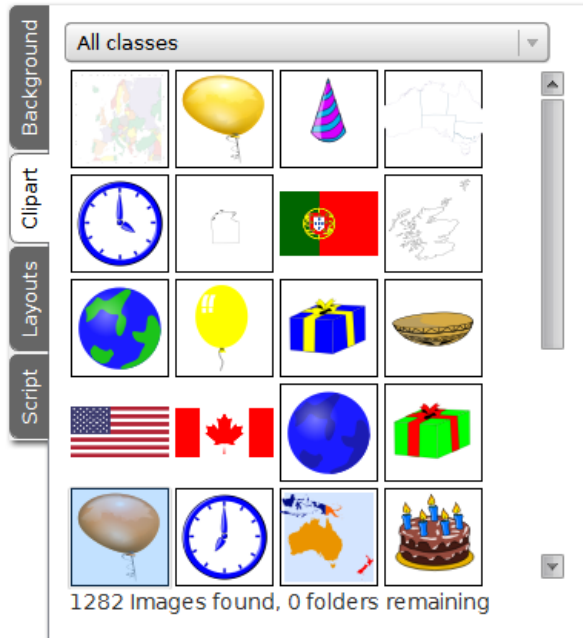 All classes
Background
Clipart
Layouts
Script
1282 Images found, 0 folders remaining